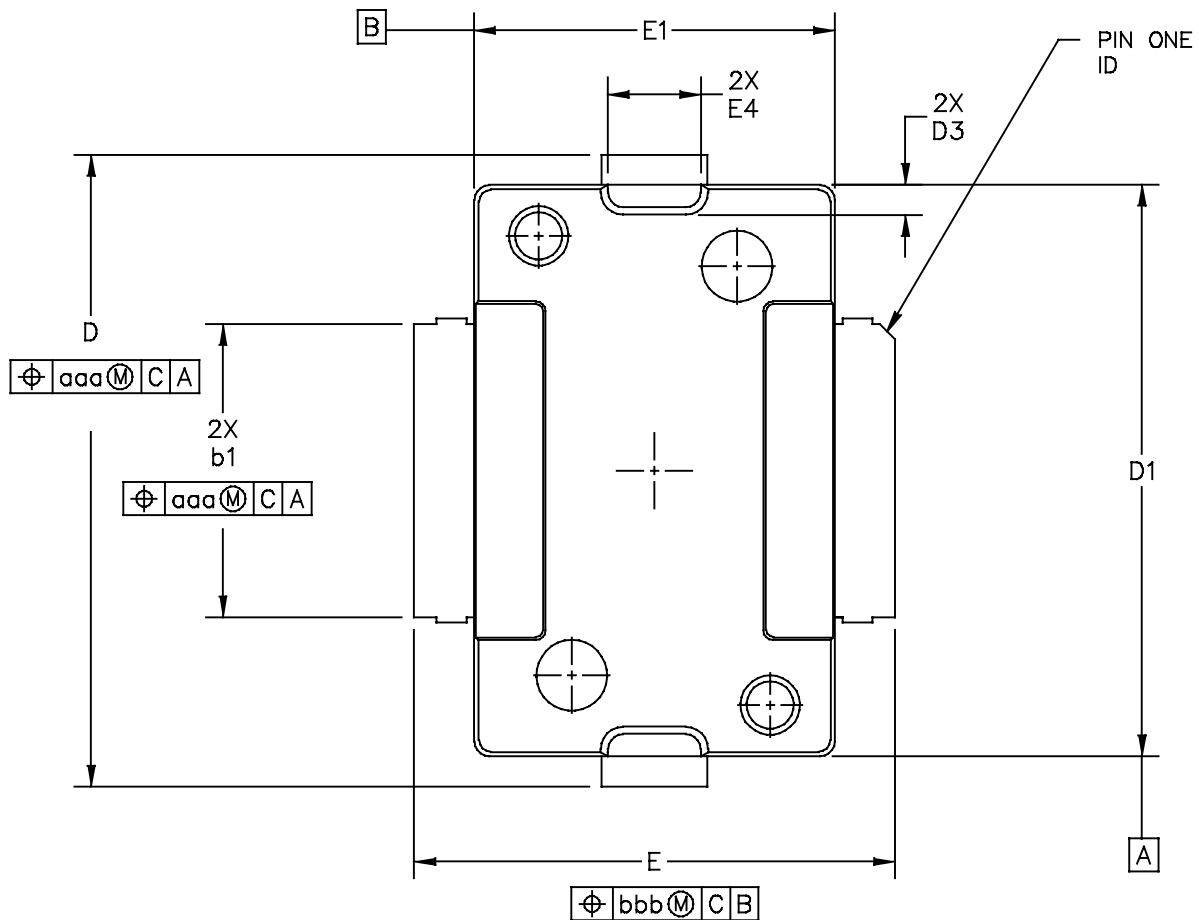 B
E1
PIN ONE
ID
2X
E4
2X
D3
D
⌖ aaa Ⓜ C A
2X
b1
⌖ aaa Ⓜ C A
D1
E
A
⌖ bbb Ⓜ C B